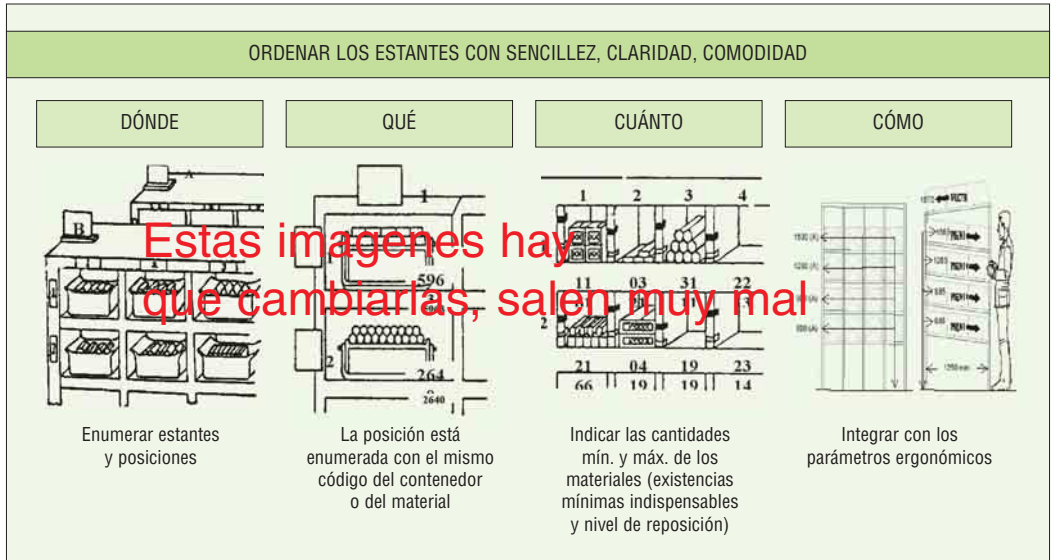 ORDENAR LOS ESTANTES CON SENCILLEZ, CLARIDAD, COMODIDAD
DÓNDE
QUÉ
CUÁNTO
CÓMO
A
B
1
596
264
2640
1 2 3 4
11 03 31 22
2
21 04 19 23
66 19 19 14
Estas imagenes hay
que cambiarlas, salen muy mal
Enumerar estantes
y posiciones
La posición está
enumerada con el mismo
código del contenedor
o del material
Indicar las cantidades
mín. y máx. de los
materiales (existencias
mínimas indispensables
y nivel de reposición)
Integrar con los
parámetros ergonómicos